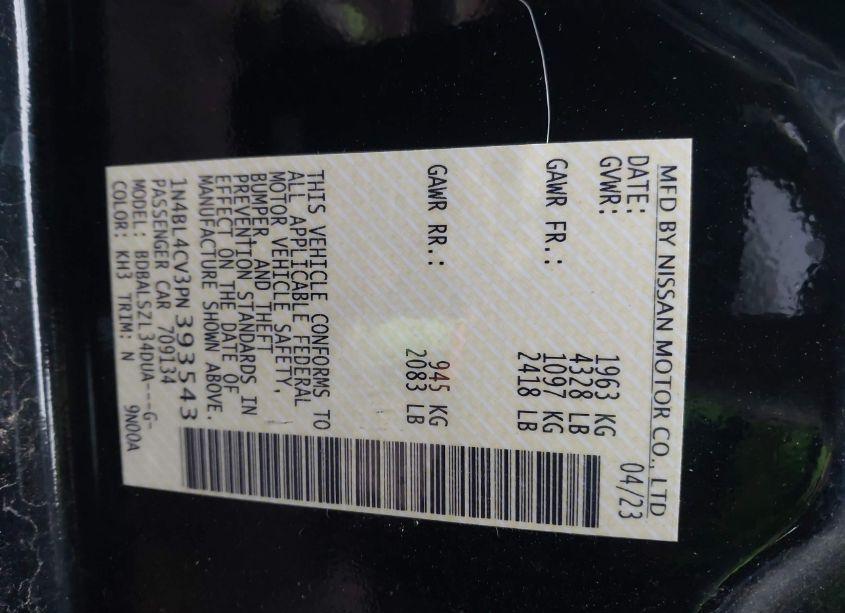 MFD BY NISSAN MOTOR CO., LTD
DATE: 04/23
GVWR: 1963 KG
4328 LB
GAWR FR.: 1097 KG
2418 LB
GAWR RR.: 945 KG
2083 LB
THIS VEHICLE CONFORMS TO
ALL APPLICABLE FEDERAL
MOTOR VEHICLE SAFETY,
BUMPER, AND THEFT
PREVENTION STANDARDS IN
EFFECT ON THE DATE OF
MANUFACTURE SHOWN ABOVE.
1N4BL4CV3PN393543
PASSENGER CAR 709134
MODEL: BDBALSZL34DUA---G-
COLOR: KH3 TRIM: N 9N00A